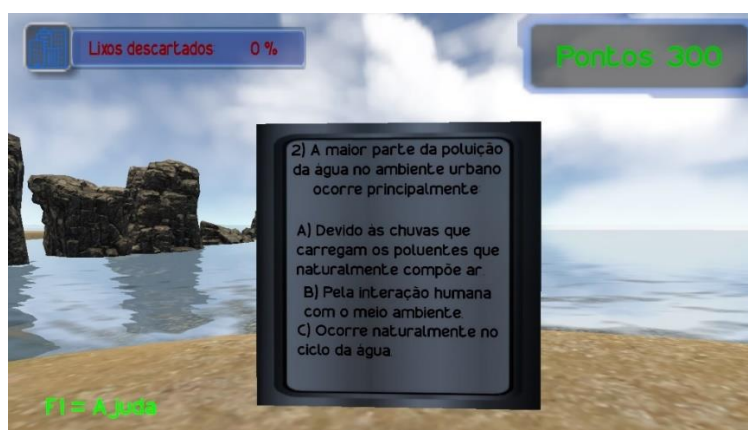 Lixos descartados 0 %
Pontos 300
2) A maior parte da poluição
da água no ambiente urbano
ocorre principalmente
A) Devido às chuvas que
carregam os poluentes que
naturalmente compõe ar.
B) Pela interação humana
com o meio ambiente.
C) Ocorre naturalmente no
ciclo da água.
F1 = Ajuda